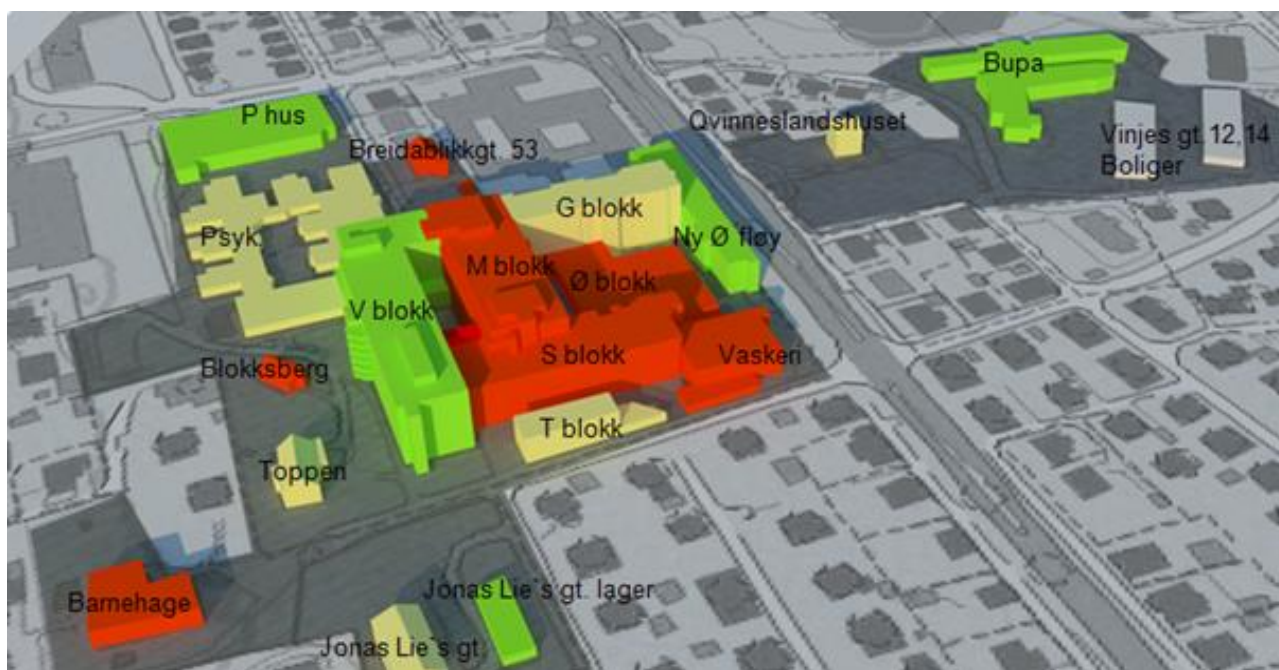 Bupa
P hus
Qvinneslandshuset
Vinjes gt. 12,14
Boliger
Breidablikkgt. 53
G blokk
Psyk.
Ny Ø fløy
M blokk
Ø blokk
V blokk
S blokk
Vaskeri
Blokksberg
T blokk
Toppen
Barnehage
Jonas Lie`s gt. lager
Jonas Lie`s gt.